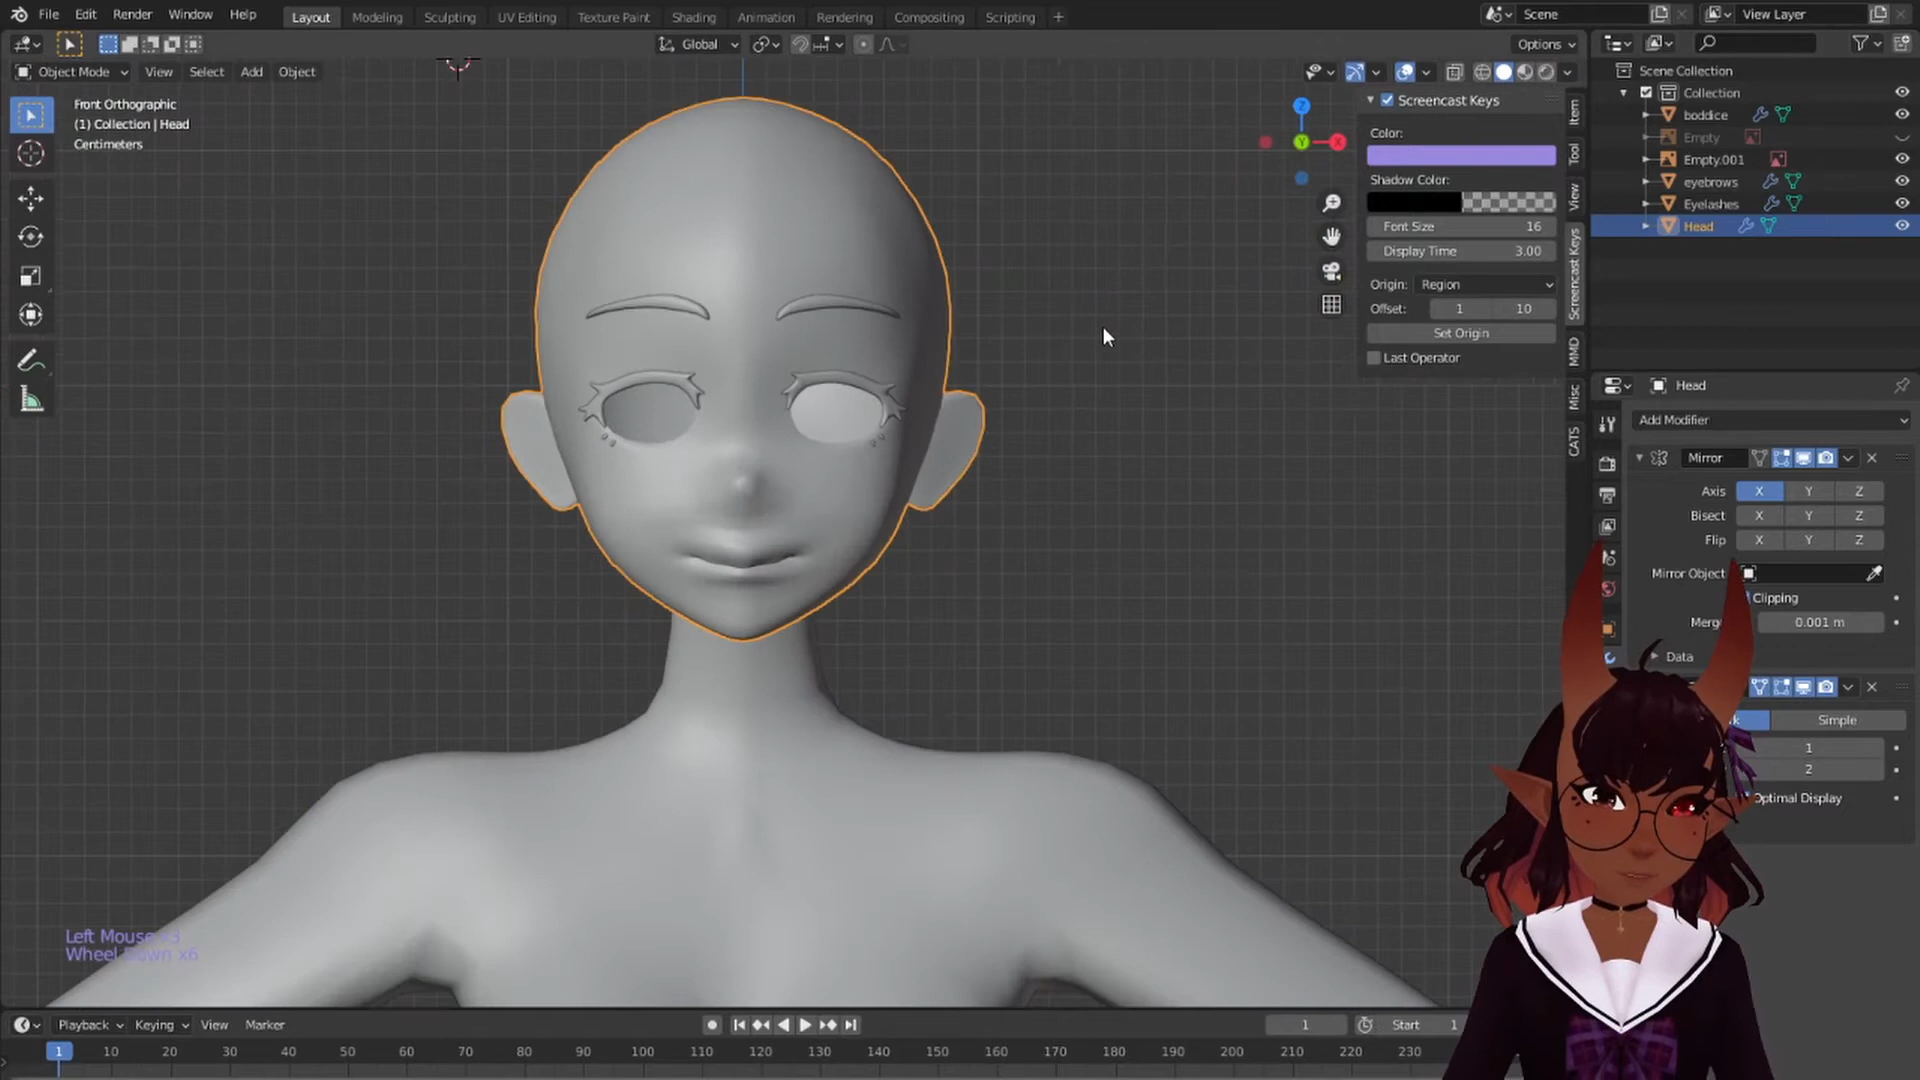 File Edit Render Window Help
Layout Modeling Sculpting UV Editing Texture Paint Shading Animation Rendering Compositing Scripting +
Scene
View Layer
Global
Options
Object Mode View Select Add Object
Front Orthographic
(1) Collection | Head
Centimeters
Z
Y
X
Screencast Keys
Color:
Shadow Color:
Font Size 16
Display Time 3.00
Origin: Region
Offset: 1 10
Set Origin
Last Operator
Item
Tool
View
Screencast Keys
MMD
Misc
CATS
Scene Collection
Collection
boddice
Empty
Empty.001
eyebrows
Eyelashes
Head
Head
Add Modifier
Mirror
Axis X Y Z
Bisect X Y Z
Flip X Y Z
Mirror Object
Clipping
Merg 0.001 m
Data
Simple
1
2
Optimal Display
Left Mouse
Wheel Down x6
Playback Keying View Marker
1 Start 1
1 10 20 30 40 50 60 70 80 90 100 110 120 130 140 150 160 170 180 190 200 210 220 230